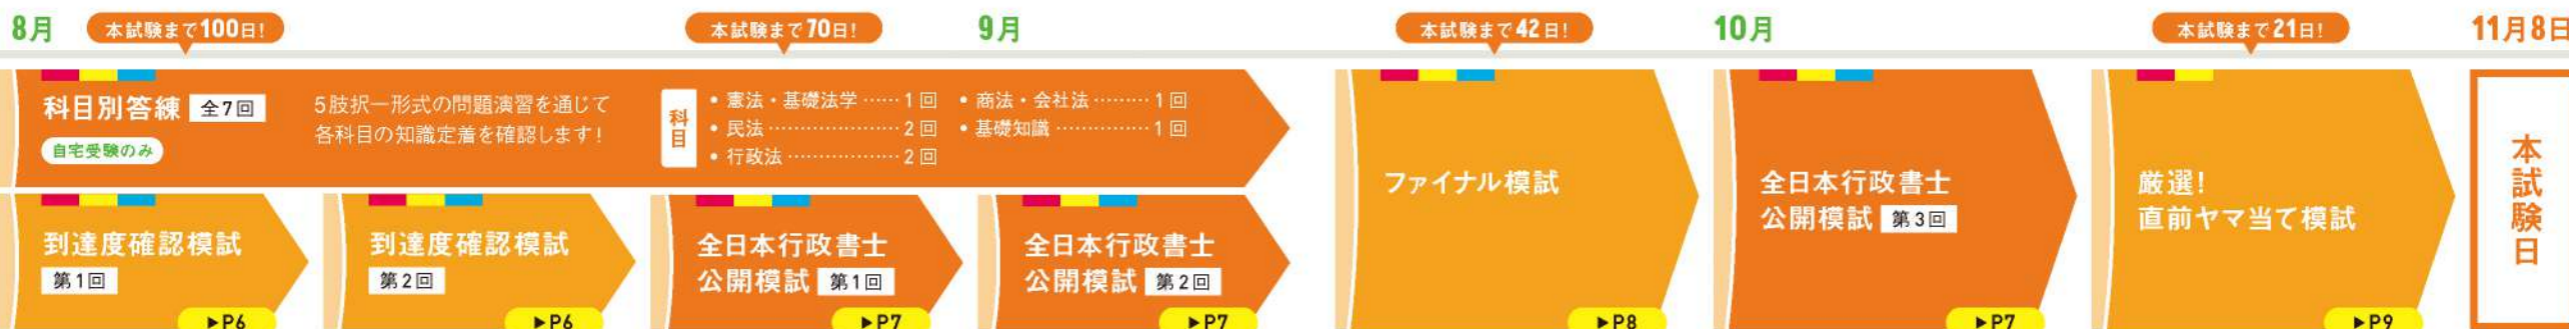 8月
本試験まで100日!
本試験まで70日!
9月
本試験まで42日!
10月
本試験まで21日!
11月8日
科目別答練 全7回
自宅受験のみ
5肢択一形式の問題演習を通じて
各科目の知識定着を確認します!
科目
• 憲法・基礎法学 ……1回
• 民法 …………………2回
• 行政法 ………………2回
• 商法・会社法 ………1回
• 基礎知識 ……………1回
到達度確認模試
第1回
▶P6
到達度確認模試
第2回
▶P6
全日本行政書士
公開模試 第1回
▶P7
全日本行政書士
公開模試 第2回
▶P7
ファイナル模試
▶P8
全日本行政書士
公開模試 第3回
▶P7
厳選!
直前ヤマ当て模試
▶P9
本試験日